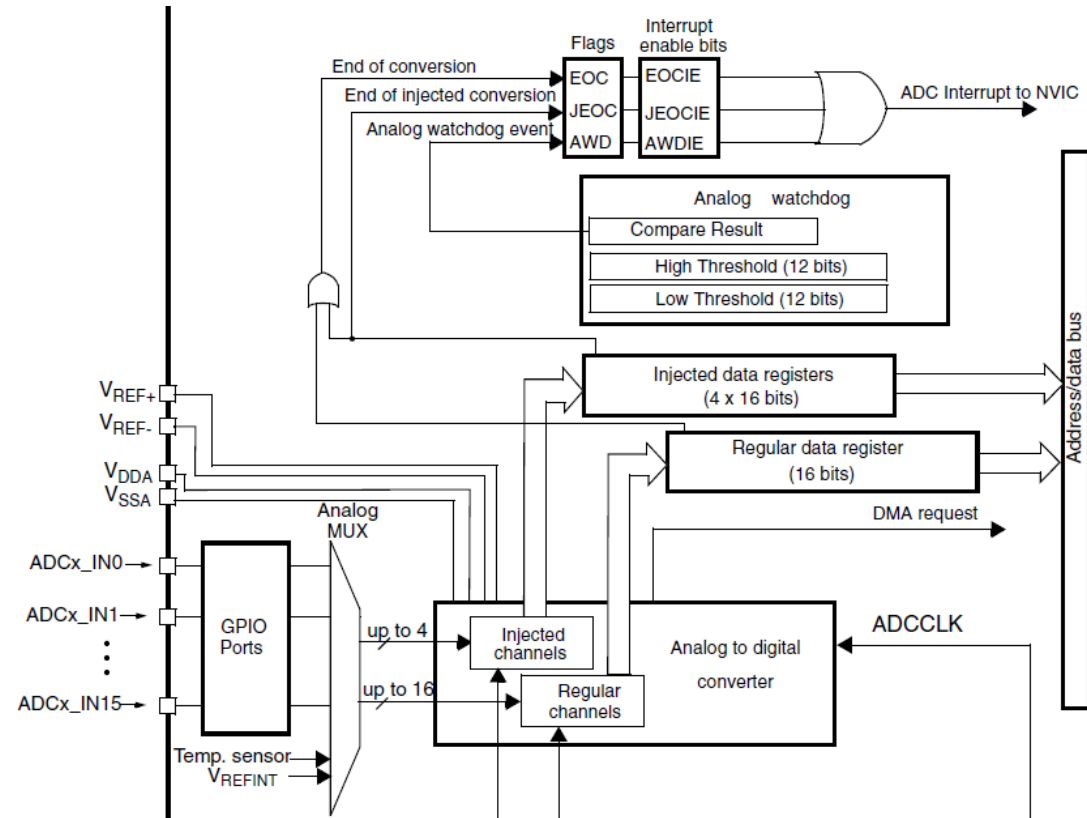 Flags
Interrupt
enable bits
End of conversion
End of injected conversion
Analog watchdog event
EOC
JEOC
AWD
EOCIE
JEOCIE
AWDIE
ADC Interrupt to NVIC
Analog watchdog
Compare Result
High Threshold (12 bits)
Low Threshold (12 bits)
Address/data bus
Injected data registers
(4 x 16 bits)
Regular data register
(16 bits)
VREF+
VREF-
VDDA
VSSA
Analog
MUX
DMA request
ADCx_IN0
ADCx_IN1
ADCx_IN15
GPIO
Ports
up to 4
up to 16
Injected
channels
Regular
channels
Analog to digital
converter
ADCCLK
Temp. sensor
VREFINT